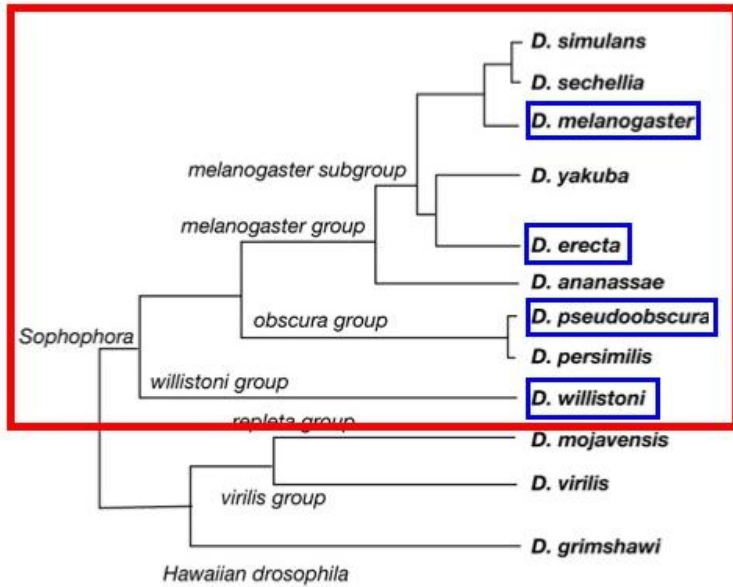 D. simulans
D. sechellia
D. melanogaster
melanogaster subgroup
D. yakuba
melanogaster group
D. erecta
D. ananassae
obscura group
D. pseudoobscura
Sophophora
D. persimilis
willistoni group
D. willistoni
repleta group
D. mojavensis
D. virilis
virilis group
D. grimshawi
Hawaiian drosophila